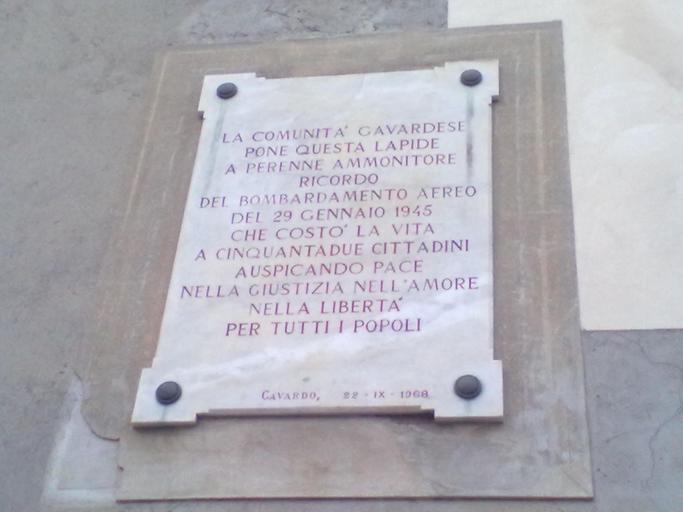 LA COMUNITA' GAVARDESE
PONE QUESTA LAPIDE
A PERENNE AMMONITORE
RICORDO
DEL BOMBARDAMENTO AEREO
DEL 29 GENNAIO 1945
CHE COSTO' LA VITA
A CINQUANTADUE CITTADINI
AUSPICANDO PACE
NELLA GIUSTIZIA NELL'AMORE
NELLA LIBERTA'
PER TUTTI I POPOLI
GAVARDO, 22-IX-1968